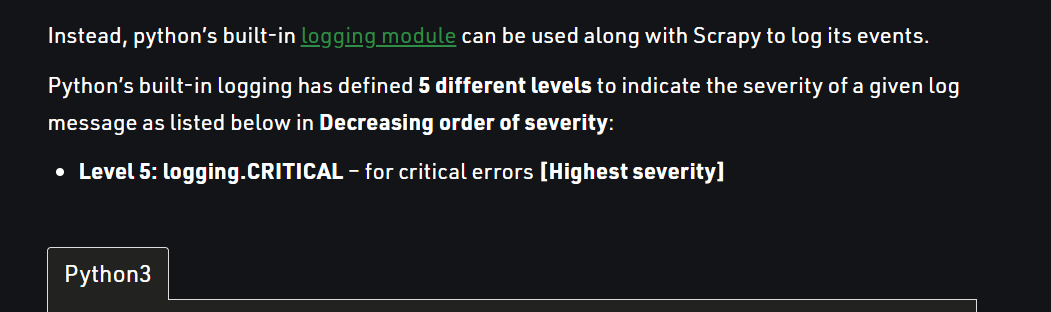 Instead, python's built-in logging module can be used along with Scrapy to log its events.
Python's built-in logging has defined 5 different levels to indicate the severity of a given log
message as listed below in Decreasing order of severity:
• Level 5: logging.CRITICAL – for critical errors [Highest severity]
Python3